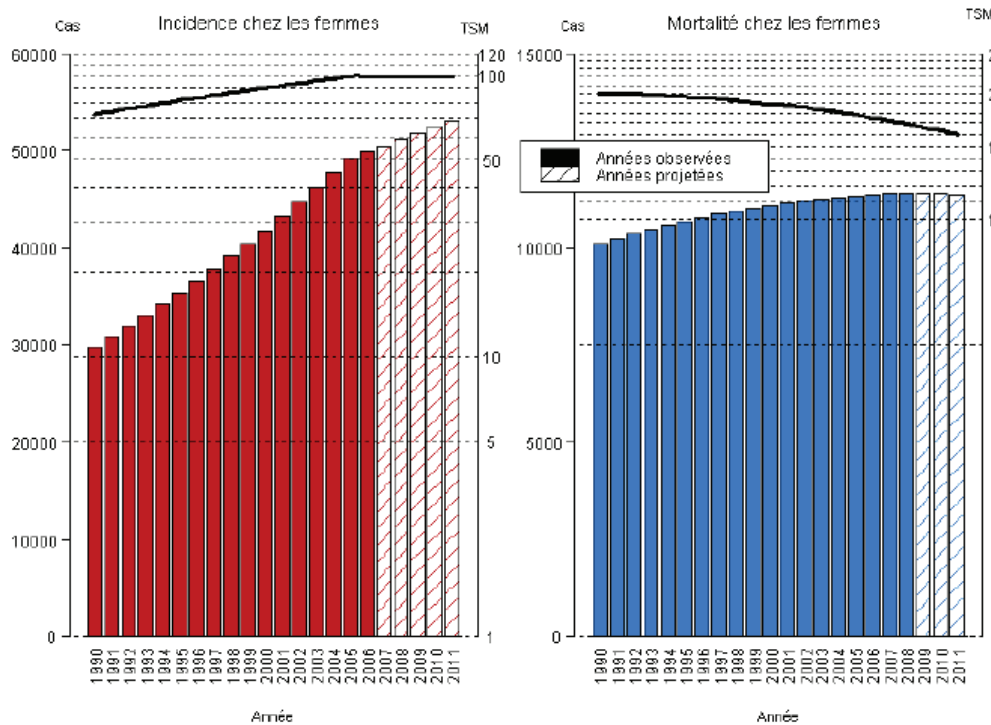 Incidence chez les femmes
Cas
TSM
60000
50000
40000
30000
20000
10000
0
120
100
50
10
5
1
1990 1991 1992 1993 1994 1995 1996 1997 1998 1999 2000 2001 2002 2003 2004 2005 2006 2007 2008 2009 2010 2011
Année
Mortalité chez les femmes
Cas
TSM
15000
10000
5000
0
Années observées
Années projetées
1990 1991 1992 1993 1994 1995 1996 1997 1998 1999 2000 2001 2002 2003 2004 2005 2006 2007 2008 2009 2010 2011
Année